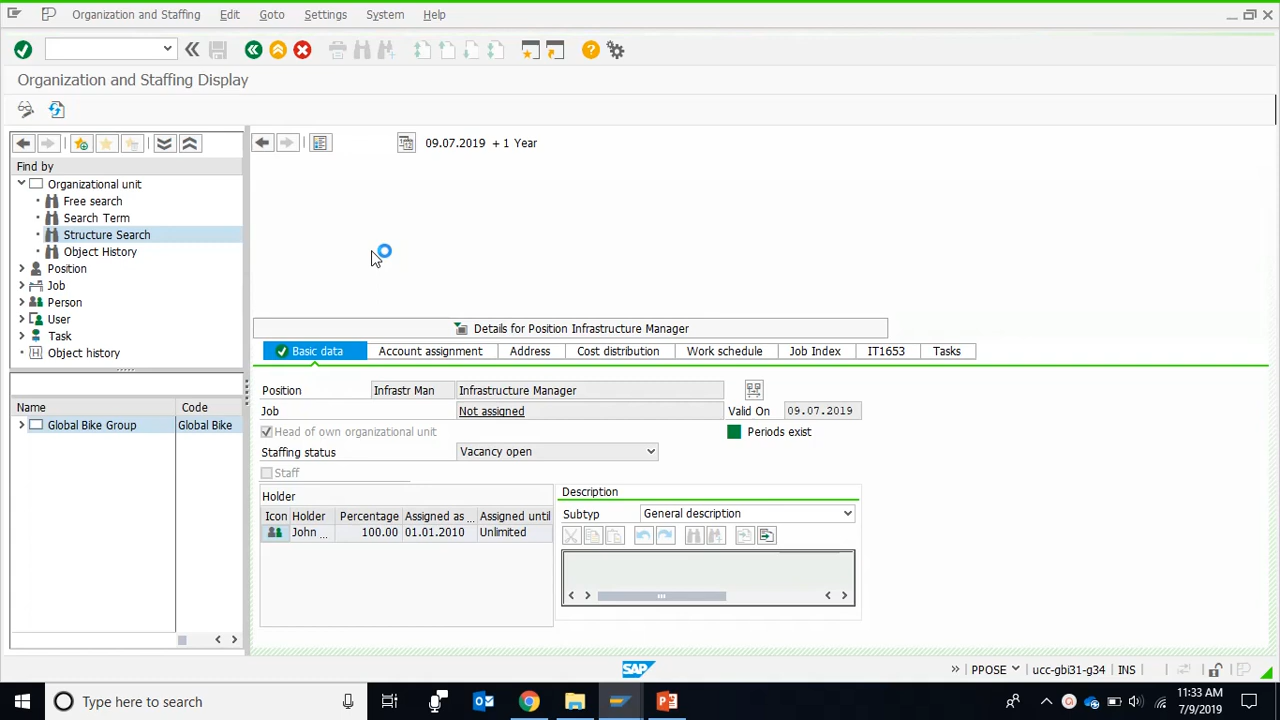 Organization and Staffing Edit Goto Settings System Help
Organization and Staffing Display
09.07.2019 + 1 Year
Find by
Organizational unit
Free search
Search Term
Structure Search
Object History
Position
Job
Person
User
Task
Object history
Name Code
Global Bike Group Global Bike
Details for Position Infrastructure Manager
Basic data Account assignment Address Cost distribution Work schedule Job Index IT1653 Tasks
Position Infrastr Man Infrastructure Manager
Job Not assigned Valid On 09.07.2019
Head of own organizational unit Periods exist
Staffing status Vacancy open
Staff
Holder
Icon Holder Percentage Assigned as ... Assigned until
John ... 100.00 01.01.2010 Unlimited
Description
Subtyp General description
SAP
» PPOSE ucc-gbi31-g34 INS
Type here to search
11:33 AM
7/9/2019